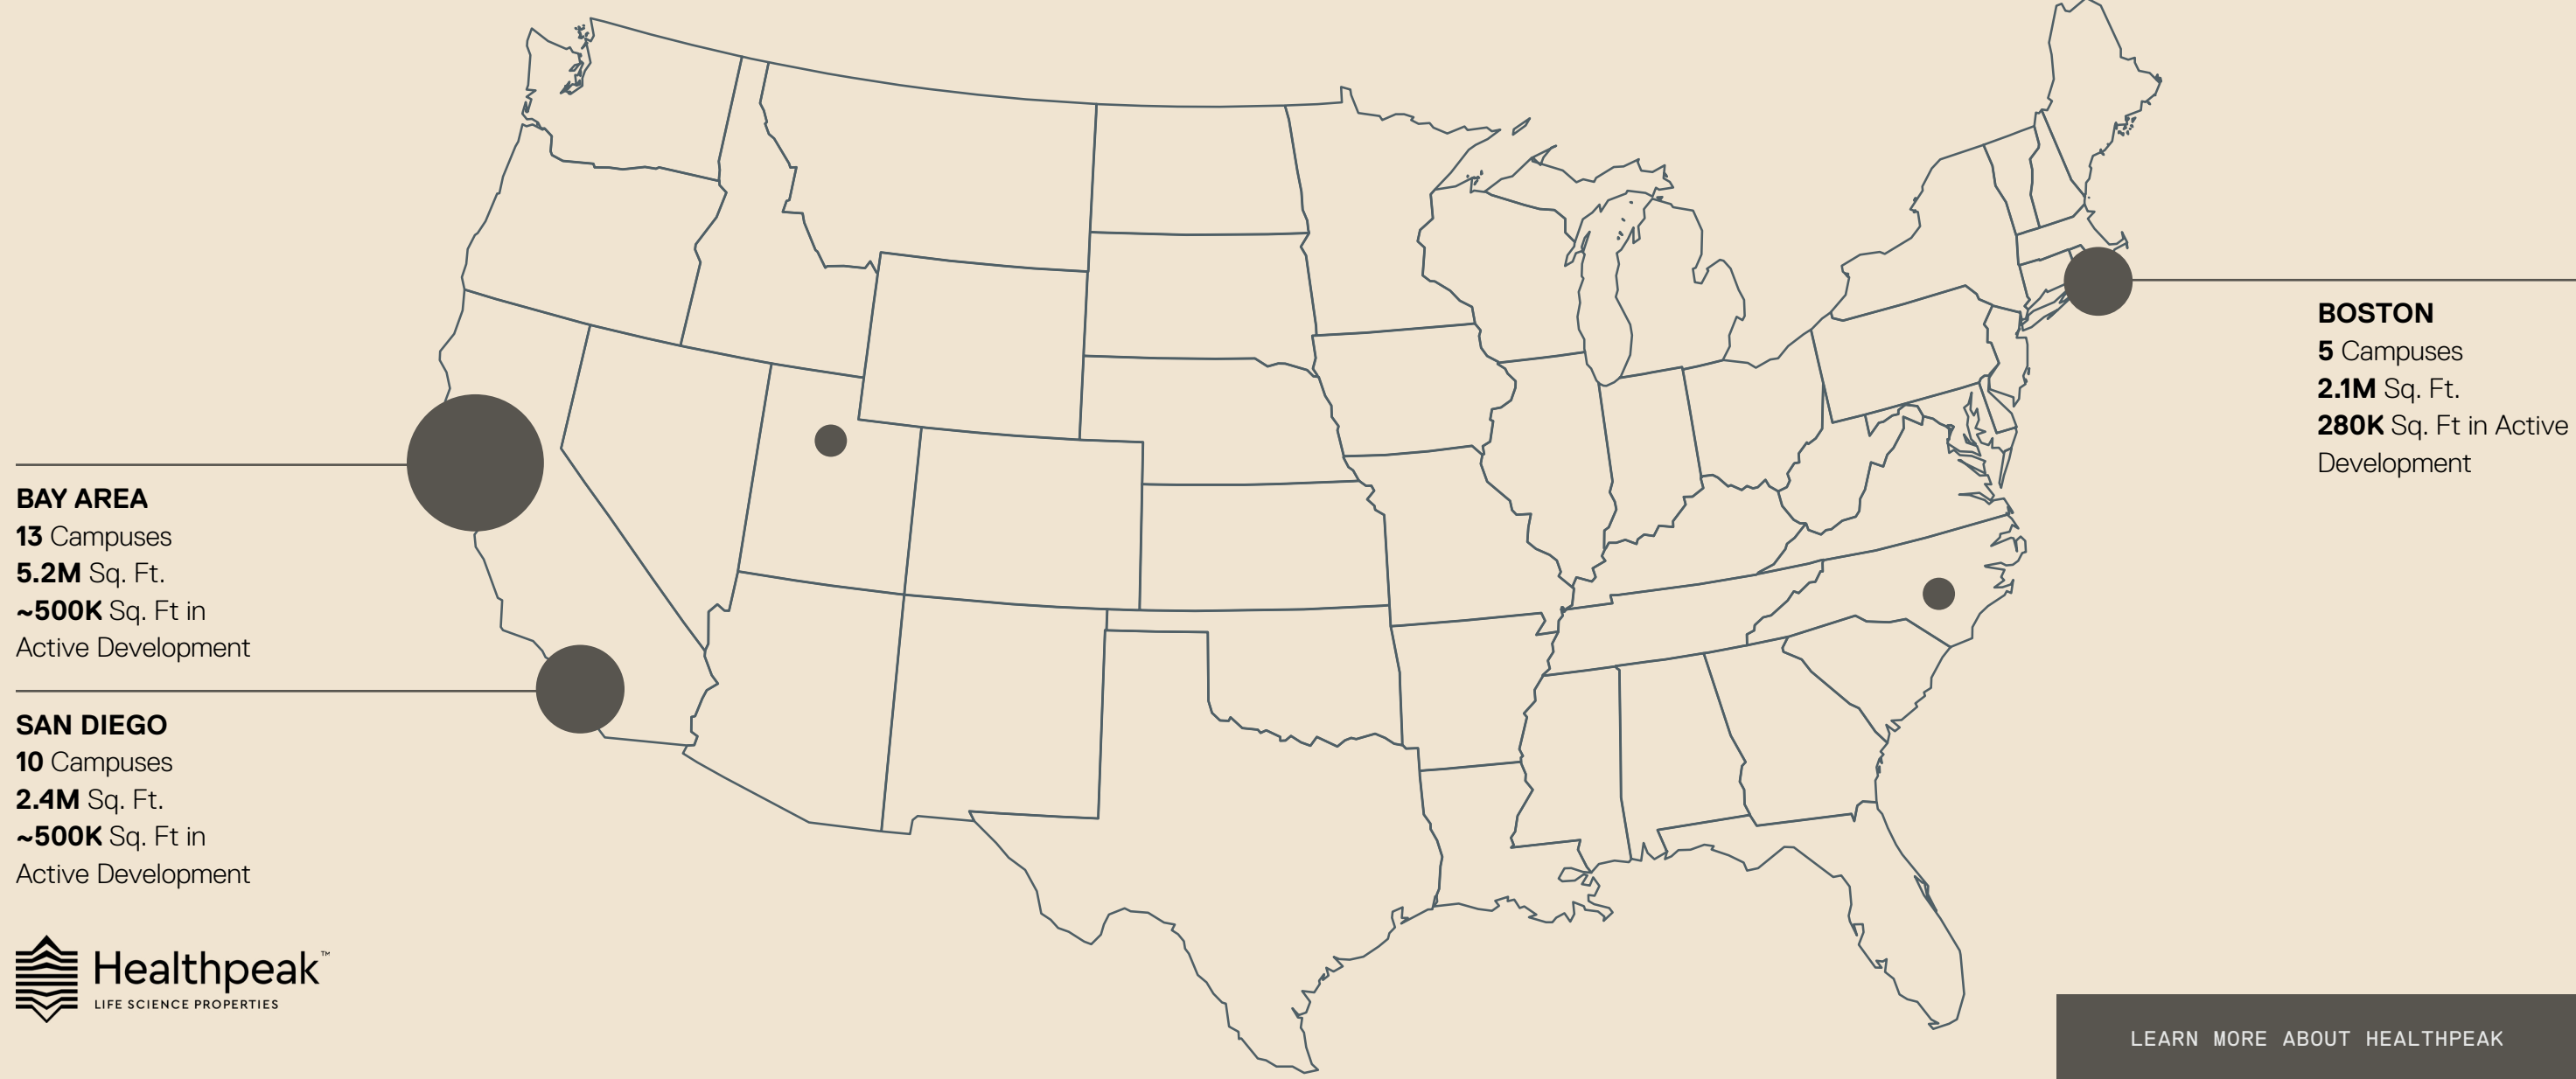 BAY AREA
13 Campuses
5.2M Sq. Ft.
~500K Sq. Ft in
Active Development
SAN DIEGO
10 Campuses
2.4M Sq. Ft.
~500K Sq. Ft in
Active Development
Healthpeak™
LIFE SCIENCE PROPERTIES
BOSTON
5 Campuses
2.1M Sq. Ft.
280K Sq. Ft in Active
Development
LEARN MORE ABOUT HEALTHPEAK